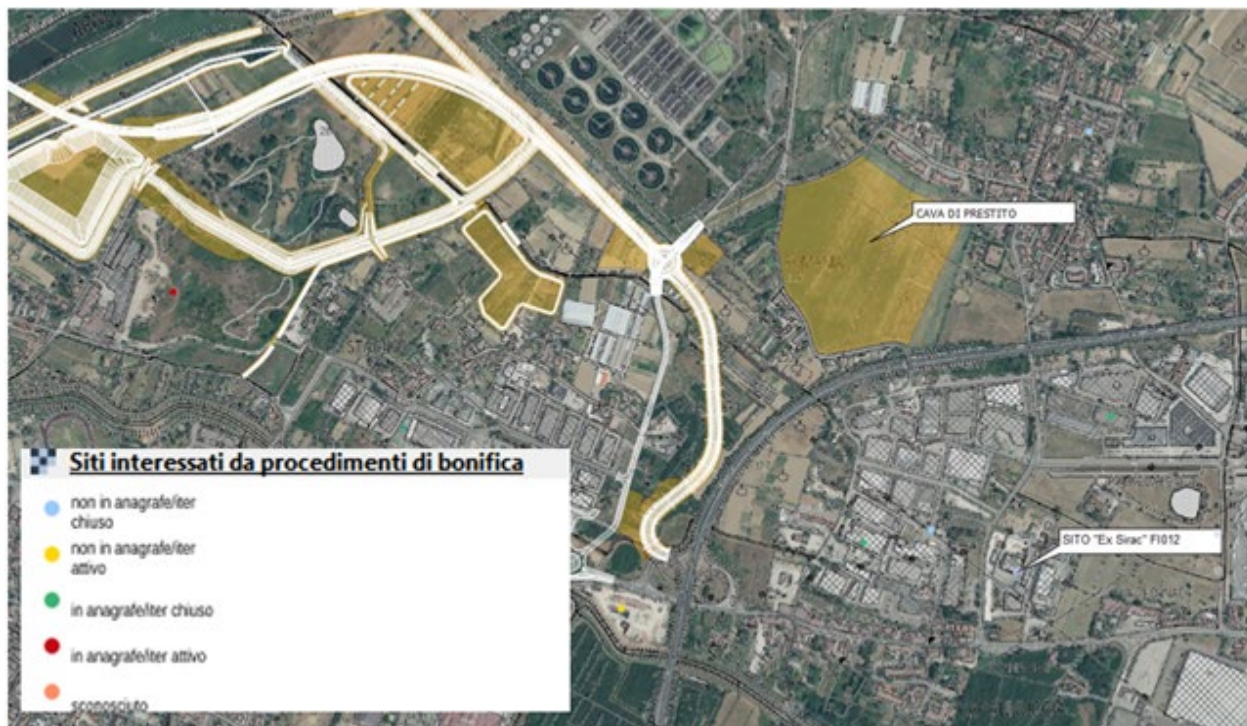 CAVA DI PRESTITO
Siti interessati da procedimenti di bonifica
non in anagrafe/iter
chiuso
non in anagrafe/iter
attivo
in anagrafe/iter chiuso
in anagrafe/iter attivo
sconosciuto
SITO "Ex Sirac" FI012